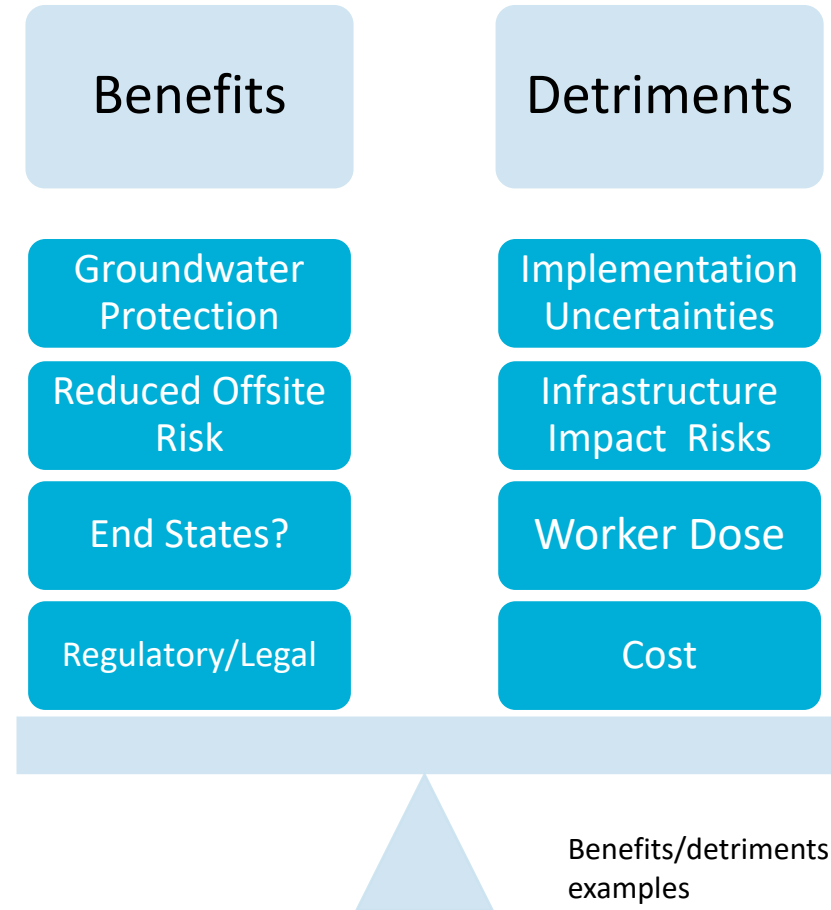 Benefits
Detriments
Groundwater
Protection
Implementation
Uncertainties
Reduced Offsite
Risk
Infrastructure
Impact  Risks
End States?
Worker Dose
Regulatory/Legal
Cost
Benefits/detriments
examples